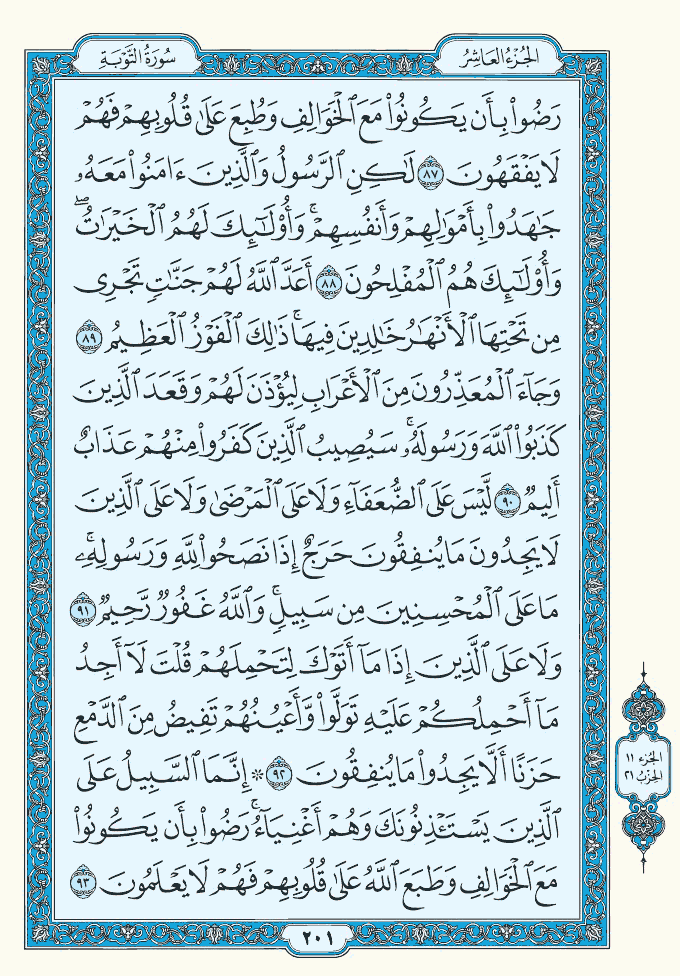 الجُزْءُ العَاشِرُ
سُورَةُ التَّوْبَةِ
رَضُوا۟ بِأَن يَكُونُوا۟ مَعَ ٱلْخَوَالِفِ وَطُبِعَ عَلَىٰ قُلُوبِهِمْ فَهُمْ
لَا يَفْقَهُونَ ٨٧ لَٰكِنِ ٱلرَّسُولُ وَٱلَّذِينَ ءَامَنُوا۟ مَعَهُۥ
جَٰهَدُوا۟ بِأَمْوَٰلِهِمْ وَأَنفُسِهِمْ ۚ وَأُو۟لَٰٓئِكَ لَهُمُ ٱلْخَيْرَٰتُ ۖ
وَأُو۟لَٰٓئِكَ هُمُ ٱلْمُفْلِحُونَ ٨٨ أَعَدَّ ٱللَّهُ لَهُمْ جَنَّٰتٍ تَجْرِى
مِن تَحْتِهَا ٱلْأَنْهَٰرُ خَٰلِدِينَ فِيهَا ۚ ذَٰلِكَ ٱلْفَوْزُ ٱلْعَظِيمُ ٨٩
وَجَآءَ ٱلْمُعَذِّرُونَ مِنَ ٱلْأَعْرَابِ لِيُؤْذَنَ لَهُمْ وَقَعَدَ ٱلَّذِينَ
كَذَبُوا۟ ٱللَّهَ وَرَسُولَهُۥ ۚ سَيُصِيبُ ٱلَّذِينَ كَفَرُوا۟ مِنْهُمْ عَذَابٌ
أَلِيمٌ ٩٠ لَّيْسَ عَلَى ٱلضُّعَفَآءِ وَلَا عَلَى ٱلْمَرْضَىٰ وَلَا عَلَى ٱلَّذِينَ
لَا يَجِدُونَ مَا يُنفِقُونَ حَرَجٌ إِذَا نَصَحُوا۟ لِلَّهِ وَرَسُولِهِۦ ۚ
مَا عَلَى ٱلْمُحْسِنِينَ مِن سَبِيلٍ ۚ وَٱللَّهُ غَفُورٌ رَّحِيمٌ ٩١
وَلَا عَلَى ٱلَّذِينَ إِذَا مَآ أَتَوْكَ لِتَحْمِلَهُمْ قُلْتَ لَآ أَجِدُ
مَآ أَحْمِلُكُمْ عَلَيْهِ تَوَلَّوا۟ وَّأَعْيُنُهُمْ تَفِيضُ مِنَ ٱلدَّمْعِ
حَزَنًا أَلَّا يَجِدُوا۟ مَا يُنفِقُونَ ٩٢ ۞ إِنَّمَا ٱلسَّبِيلُ عَلَى
ٱلَّذِينَ يَسْتَـْٔذِنُونَكَ وَهُمْ أَغْنِيَآءُ ۚ رَضُوا۟ بِأَن يَكُونُوا۟
مَعَ ٱلْخَوَالِفِ وَطَبَعَ ٱللَّهُ عَلَىٰ قُلُوبِهِمْ فَهُمْ لَا يَعْلَمُونَ ٩٣
الجُزء ١١
الحِزْبُ ٢١
٢٠١